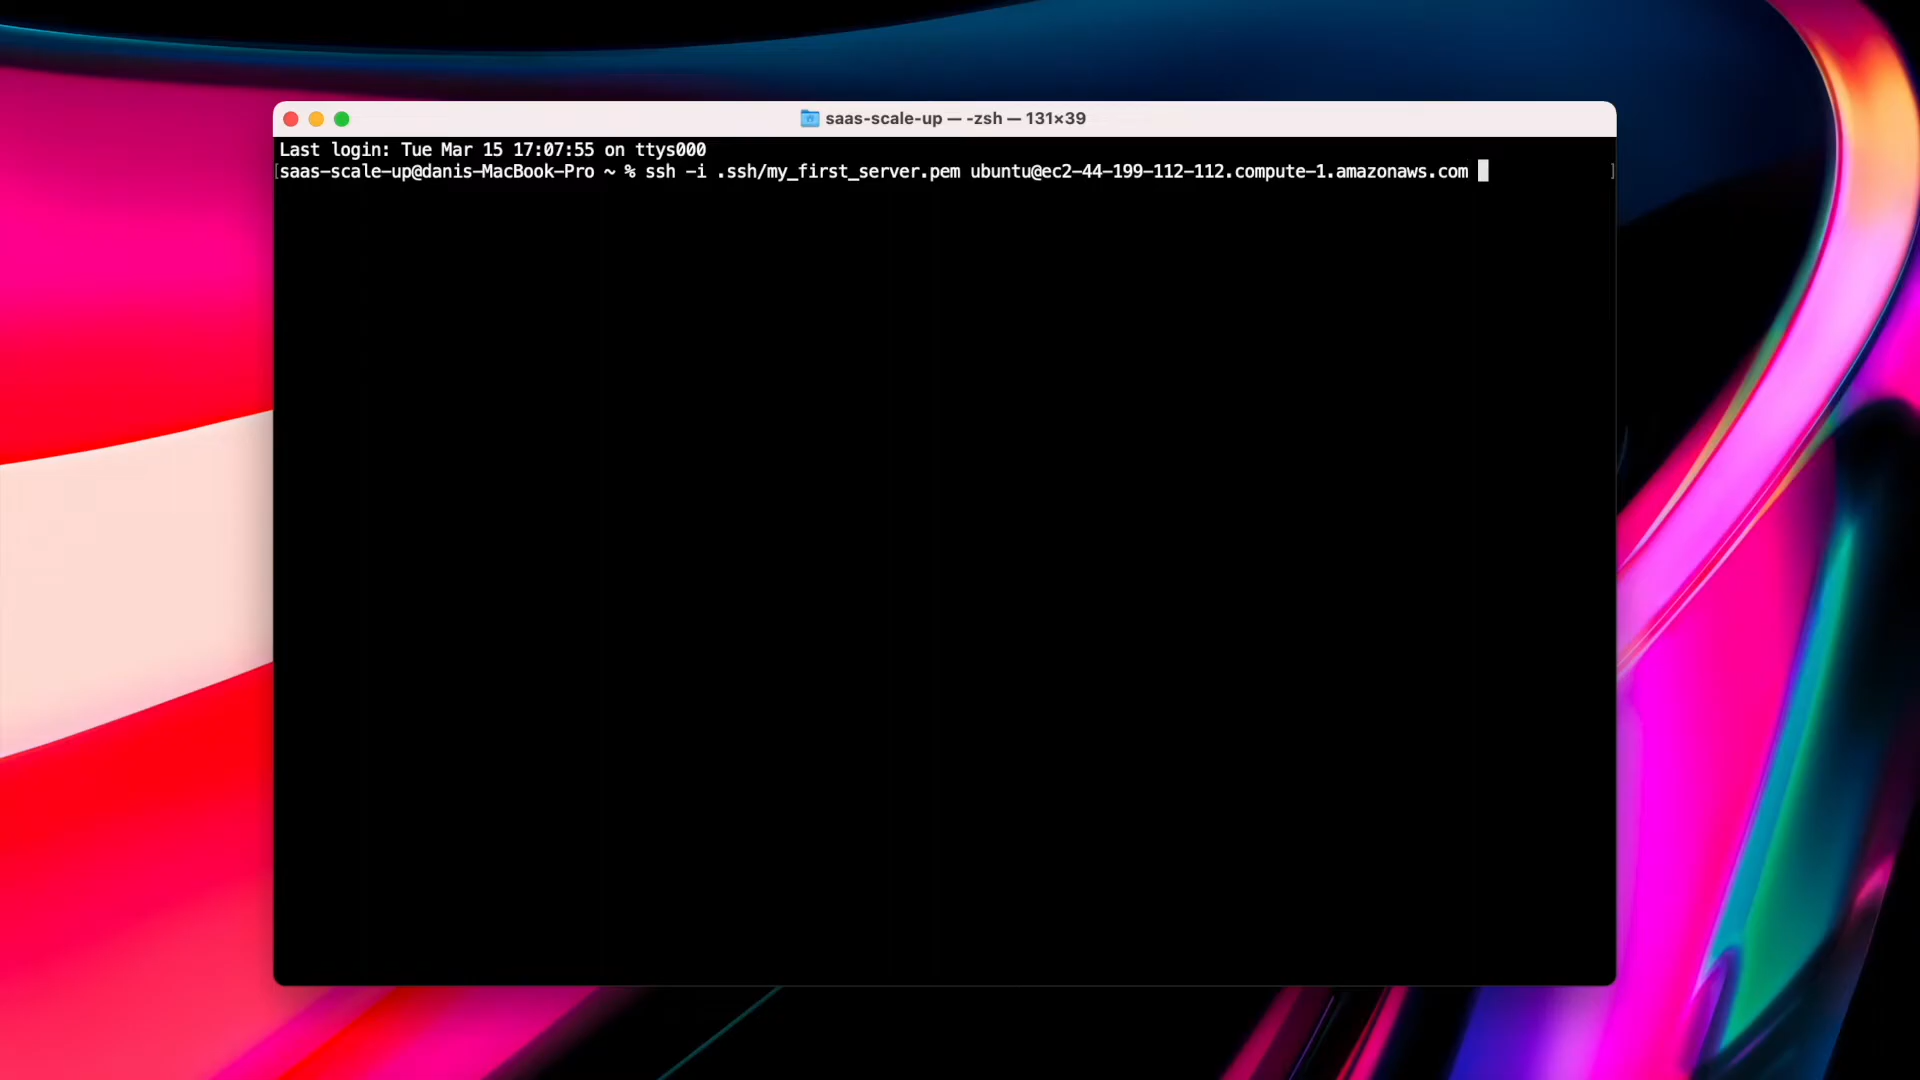 saas-scale-up — -zsh — 131×39
Last login: Tue Mar 15 17:07:55 on ttys000
[saas-scale-up@danis-MacBook-Pro ~ % ssh -i .ssh/my_first_server.pem ubuntu@ec2-44-199-112-112.compute-1.amazonaws.com ]